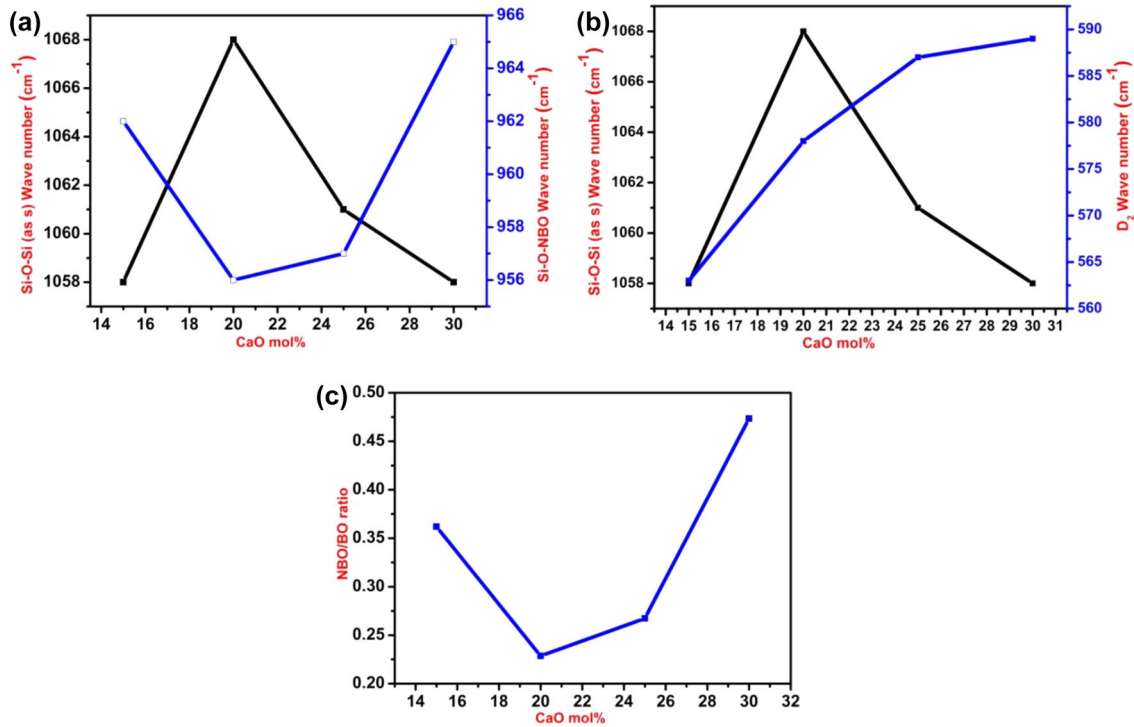 (a)
Si-O-Si (as s) Wave number (cm⁻¹)
1068
1066
1064
1062
1060
1058
14 16 18 20 22 24 26 28 30
CaO mol%
966
964
962
960
958
956
Si-O-NBO Wave number (cm⁻¹)
(b)
Si-O-Si (as s) Wave number (cm⁻¹)
1068
1066
1064
1062
1060
1058
14 15 16 17 18 19 20 21 22 23 24 25 26 27 28 29 30 31
CaO mol%
590
585
580
575
570
565
560
D₂ Wave number (cm⁻¹)
(c)
NBO/BO ratio
0.50
0.45
0.40
0.35
0.30
0.25
0.20
14 16 18 20 22 24 26 28 30 32
CaO mol%